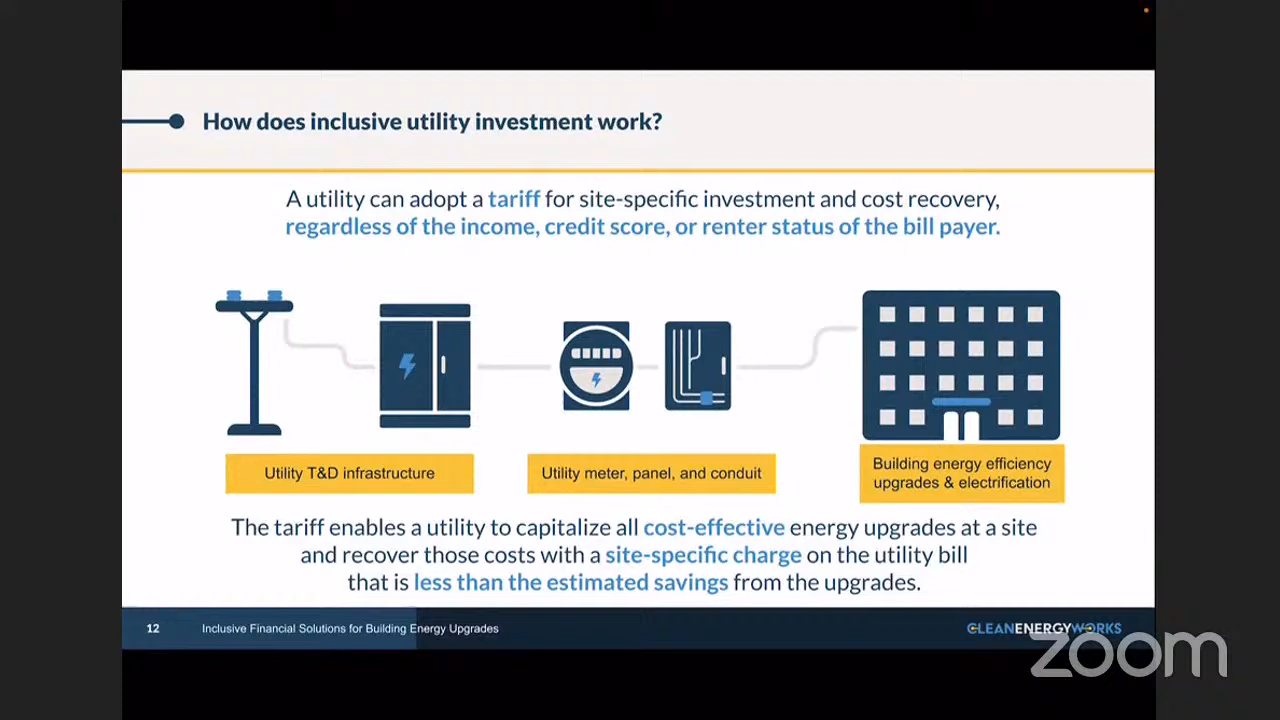 How does inclusive utility investment work?
A utility can adopt a tariff for site-specific investment and cost recovery,
regardless of the income, credit score, or renter status of the bill payer.
Utility T&D infrastructure
Utility meter, panel, and conduit
Building energy efficiency
upgrades & electrification
The tariff enables a utility to capitalize all cost-effective energy upgrades at a site
and recover those costs with a site-specific charge on the utility bill
that is less than the estimated savings from the upgrades.
12
Inclusive Financial Solutions for Building Energy Upgrades
CLEANENERGYWORKS
zoom